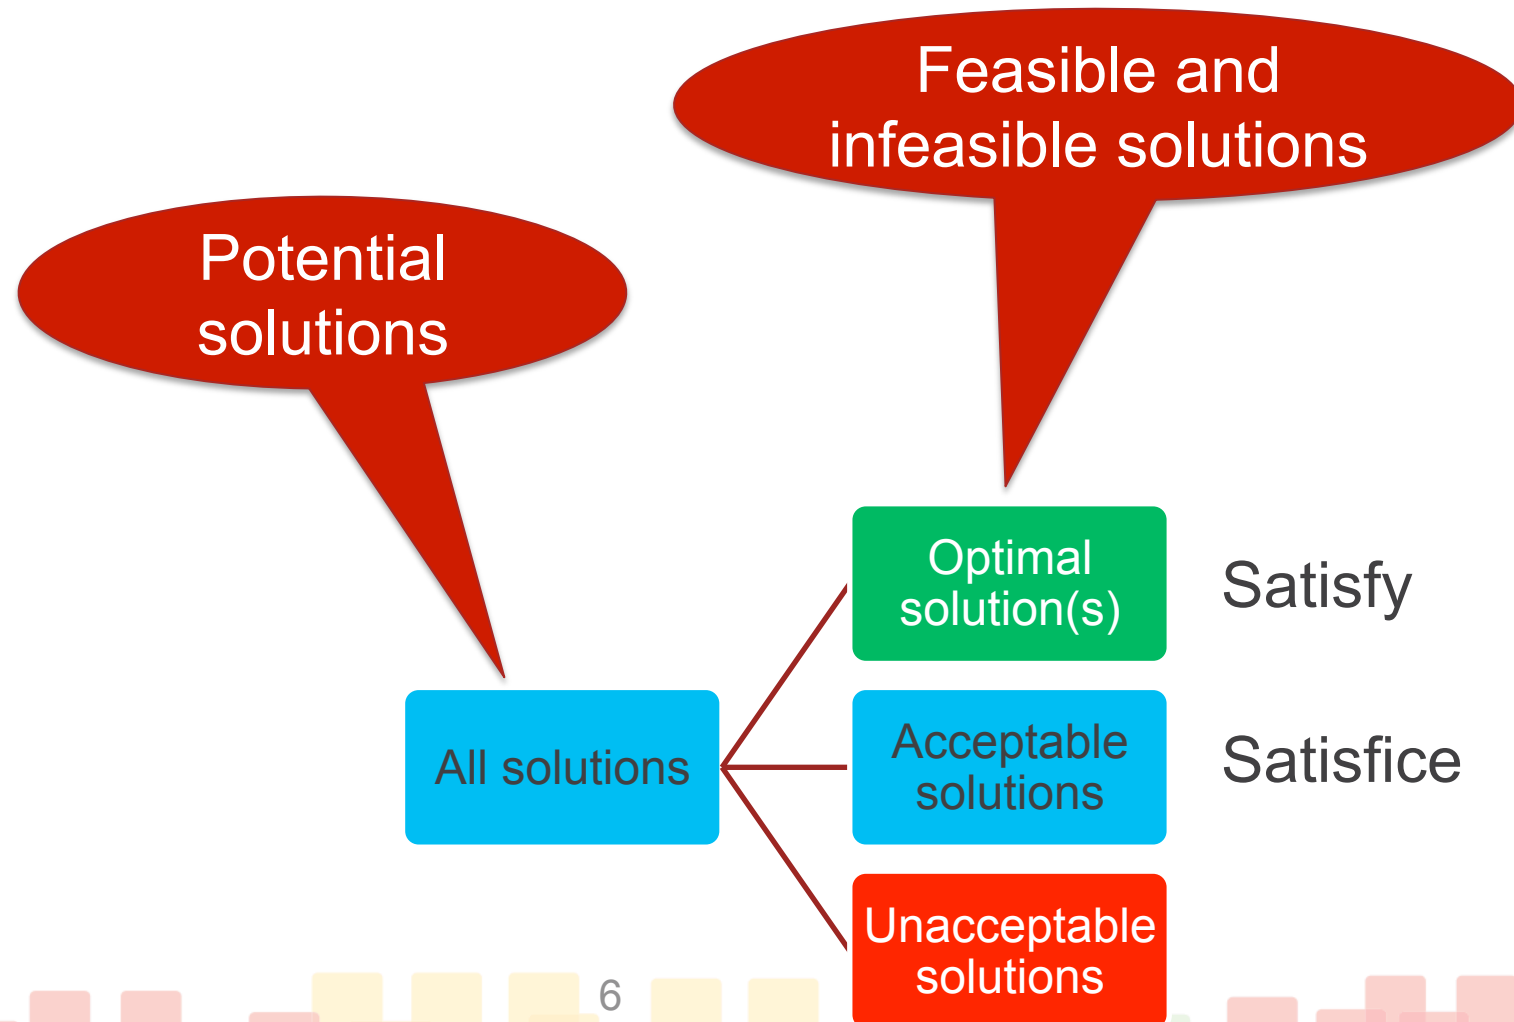 Feasible and
infeasible solutions
Potential
solutions
Optimal
solution(s)
Satisfy
All solutions
Acceptable
solutions
Satisfice
Unacceptable
solutions
6